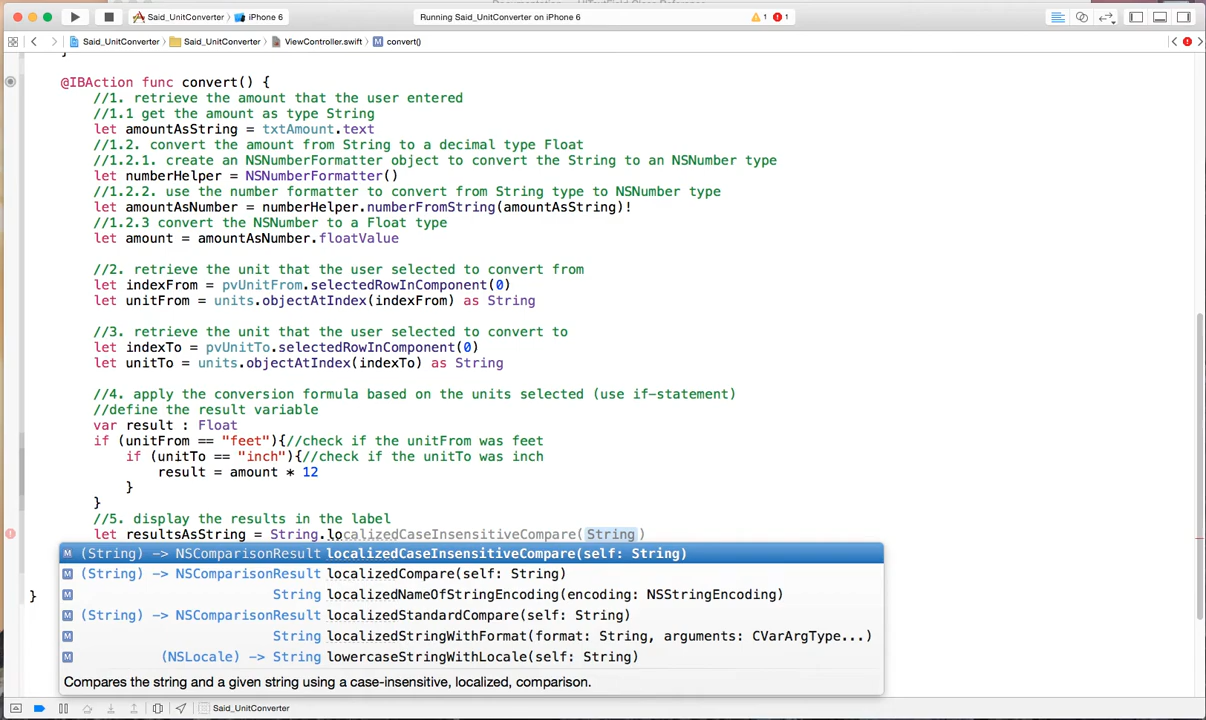 Said_UnitConverter iPhone 6
Running Said_UnitConverter on iPhone 6
1 1
Said_UnitConverter Said_UnitConverter ViewController.swift M convert()
}
@IBAction func convert() {
//1. retrieve the amount that the user entered
//1.1 get the amount as type String
let amountAsString = txtAmount.text
//1.2. convert the amount from String to a decimal type Float
//1.2.1. create an NSNumberFormatter object to convert the String to an NSNumber type
let numberHelper = NSNumberFormatter()
//1.2.2. use the number formatter to convert from String type to NSNumber type
let amountAsNumber = numberHelper.numberFromString(amountAsString)!
//1.2.3 convert the NSNumber to a Float type
let amount = amountAsNumber.floatValue
//2. retrieve the unit that the user selected to convert from
let indexFrom = pvUnitFrom.selectedRowInComponent(0)
let unitFrom = units.objectAtIndex(indexFrom) as String
//3. retrieve the unit that the user selected to convert to
let indexTo = pvUnitTo.selectedRowInComponent(0)
let unitTo = units.objectAtIndex(indexTo) as String
//4. apply the conversion formula based on the units selected (use if-statement)
//define the result variable
var result : Float
if (unitFrom == "feet"){//check if the unitFrom was feet
if (unitTo == "inch"){//check if the unitTo was inch
result = amount * 12
}
}
//5. display the results in the label
let resultsAsString = String.localizedCaseInsensitiveCompare(String)
M (String) -> NSComparisonResult localizedCaseInsensitiveCompare(self: String)
M (String) -> NSComparisonResult localizedCompare(self: String)
M String localizedNameOfStringEncoding(encoding: NSStringEncoding)
M (String) -> NSComparisonResult localizedStandardCompare(self: String)
M String localizedStringWithFormat(format: String, arguments: CVarArgType...)
M (NSLocale) -> String lowercaseStringWithLocale(self: String)
}
Compares the string and a given string using a case-insensitive, localized, comparison.
Said_UnitConverter